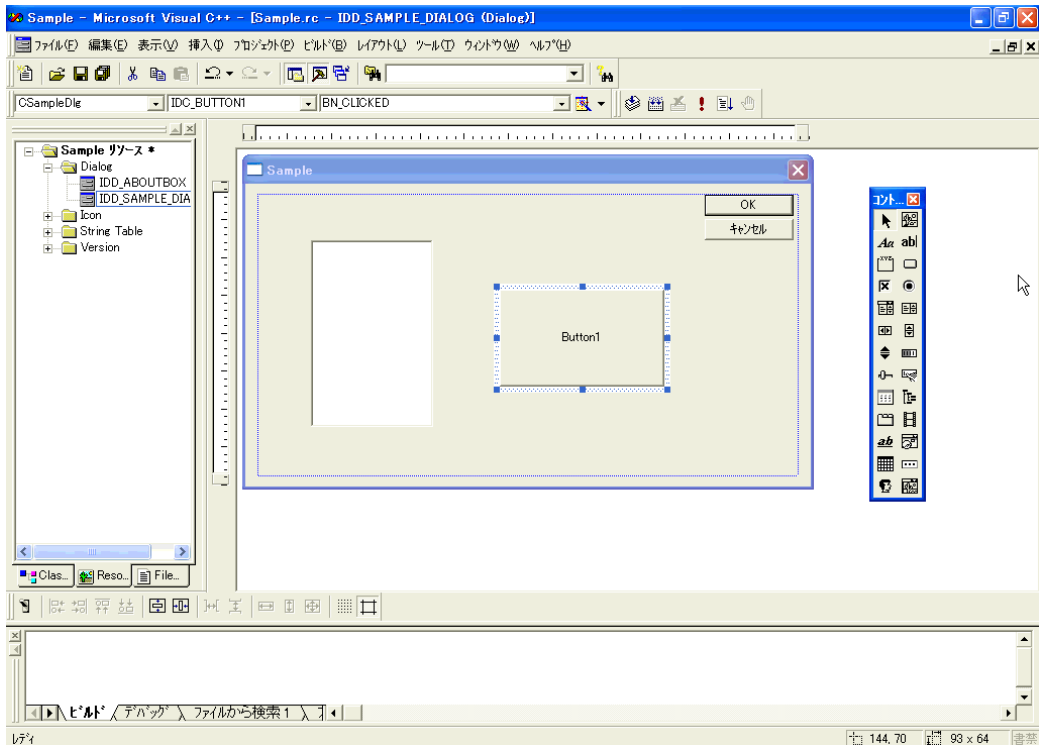 Sample - Microsoft Visual C++ - [Sample.rc - IDD_SAMPLE_DIALOG (Dialog)]
ファイル(F) 編集(E) 表示(V) 挿入(I) プロジェクト(P) ビルド(B) レイアウト(L) ツール(T) ウィンドウ(W) ヘルプ(H)
CSampleDlg IDC_BUTTON1 BN_CLICKED
Sample リソース *
Dialog
IDD_ABOUTBOX
IDD_SAMPLE_DIA
Icon
String Table
Version
Clas... Reso... File...
Sample
OK
キャンセル
Button1
コント...
Aa ab|
XYZ
ab
ビルド デバッグ ファイルから検索 1
レディ 144, 70 93 x 64 書禁